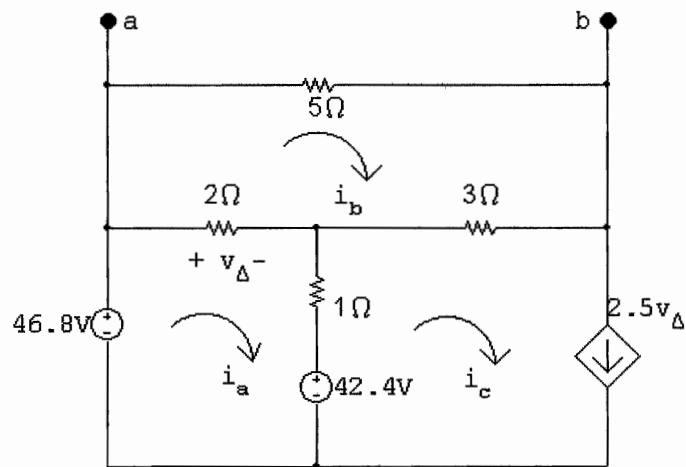 a b
5Ω
i_b
2Ω 3Ω
+ v_Δ -
1Ω
2.5v_Δ
46.8V
+
-
i_a
+
-
42.4V
i_c